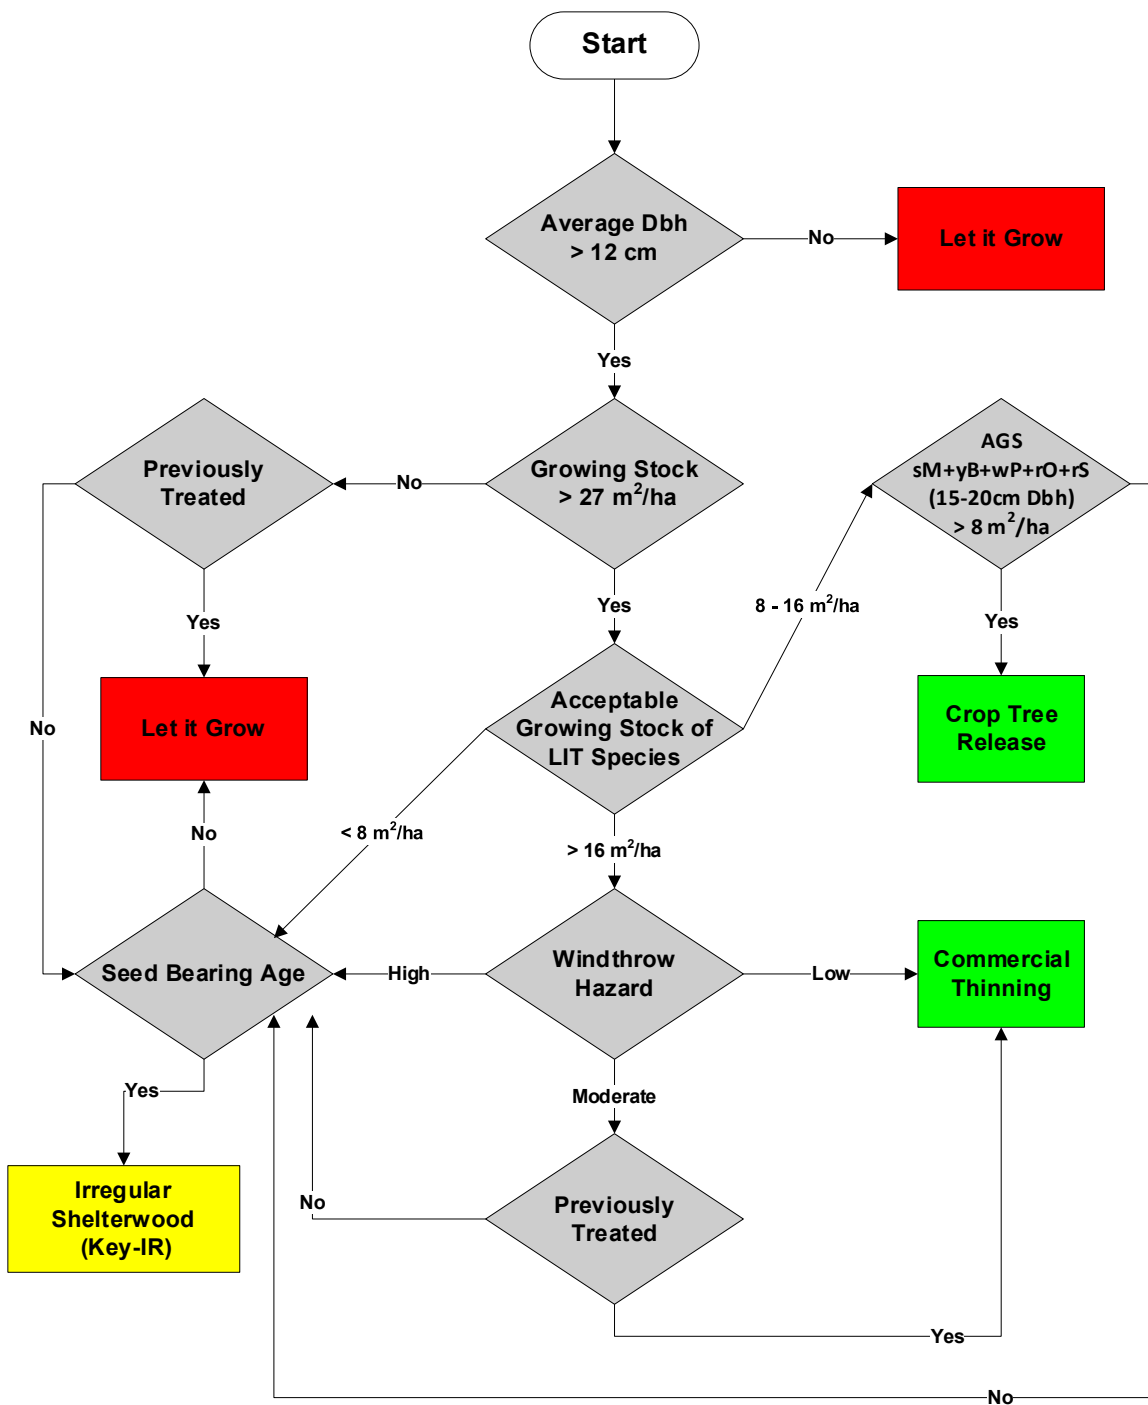 Start
Average Dbh
> 12 cm
No
Let it Grow
Yes
Previously
Treated
No
Growing Stock
> 27 m²/ha
AGS
sM+yB+wP+rO+rS
(15-20cm Dbh)
> 8 m²/ha
Yes
Yes
8 - 16 m²/ha
Yes
No
Let it Grow
Acceptable
Growing Stock of
LIT Species
Crop Tree
Release
No
< 8 m²/ha
> 16 m²/ha
Seed Bearing Age
High
Windthrow
Hazard
Low
Commercial
Thinning
Yes
Moderate
Irregular
Shelterwood
(Key-IR)
No
Previously
Treated
Yes
No